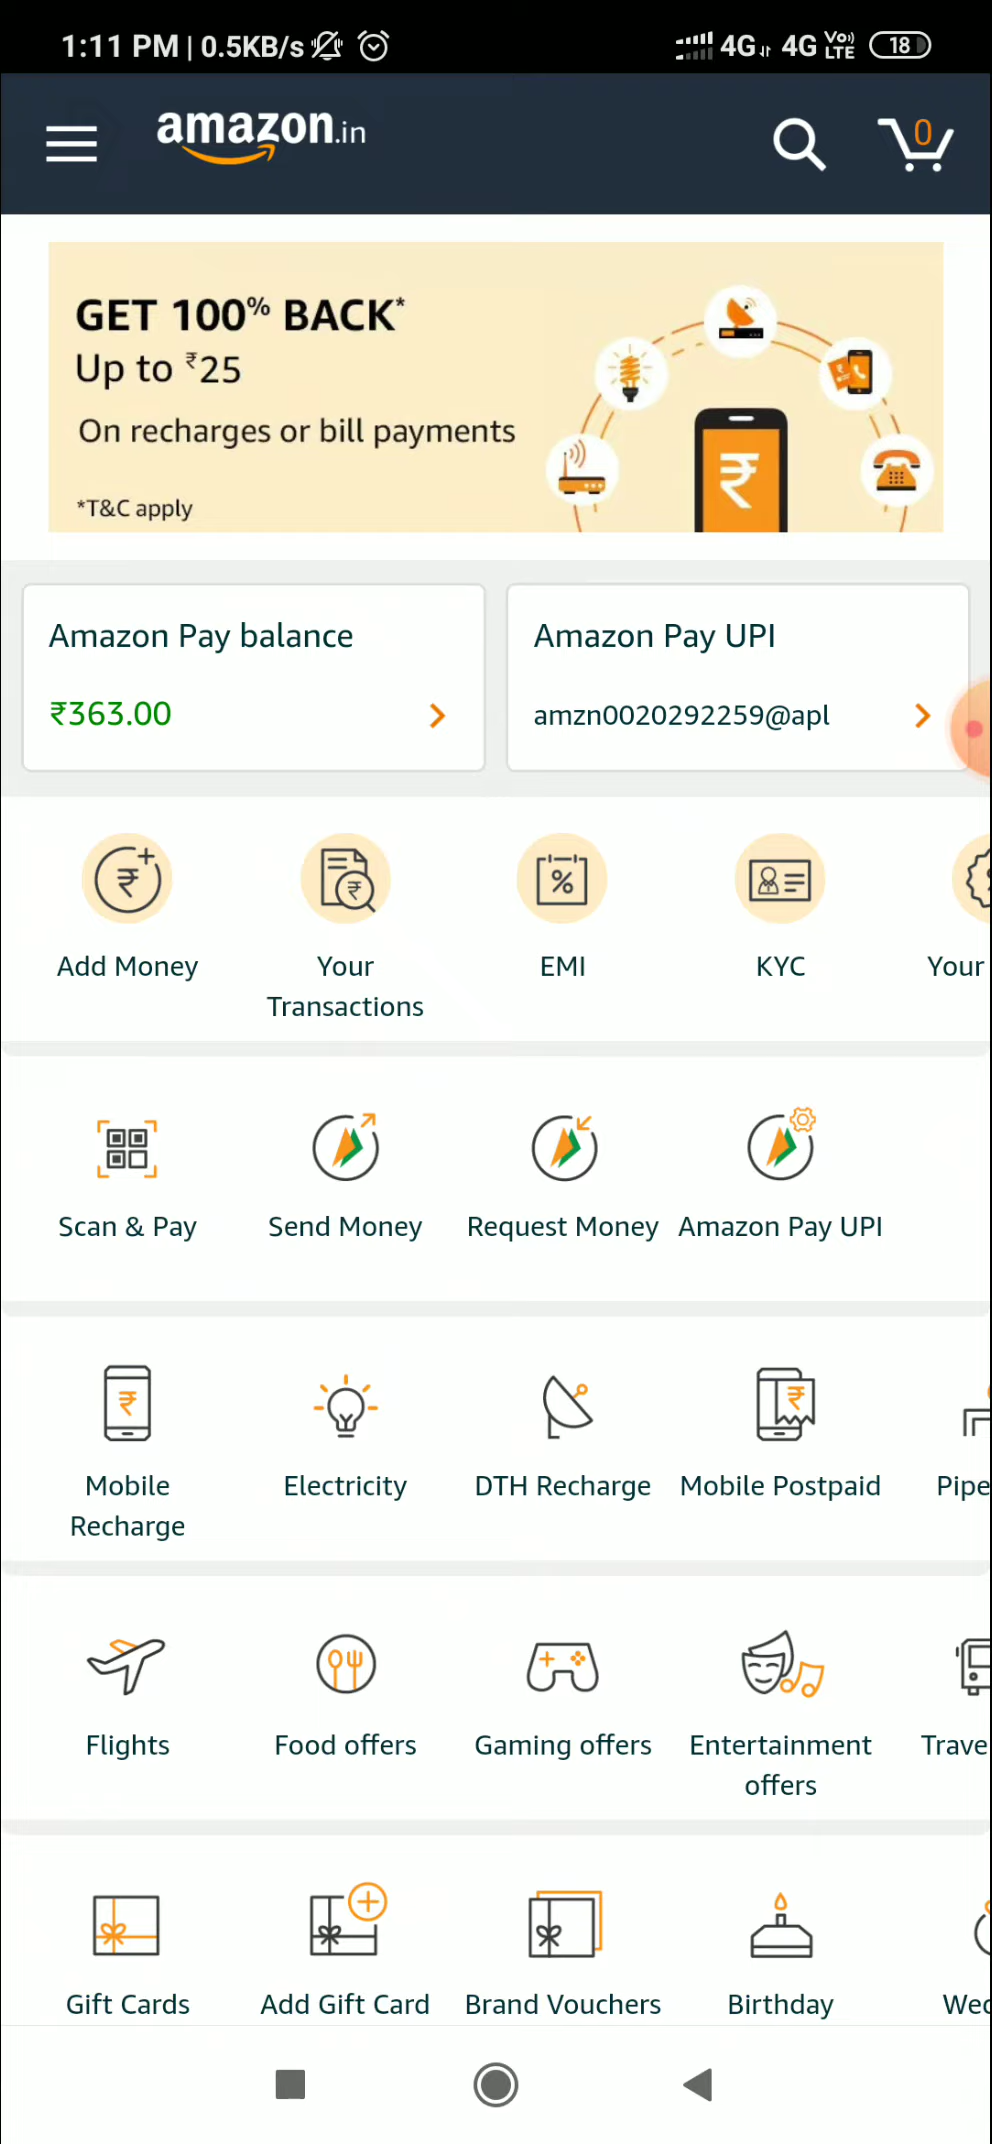 1:11 PM | 0.5KB/s 4G 4G Vo)) LTE 18
amazon.in 0
GET 100% BACK*
Up to ₹25
On recharges or bill payments
*T&C apply
Amazon Pay balance
₹363.00
Amazon Pay UPI
amzn0020292259@apl
Add Money Your Transactions EMI KYC Your
Scan & Pay Send Money Request Money Amazon Pay UPI
Mobile Recharge Electricity DTH Recharge Mobile Postpaid Pipe
Flights Food offers Gaming offers Entertainment offers Trave
Gift Cards Add Gift Card Brand Vouchers Birthday Wed